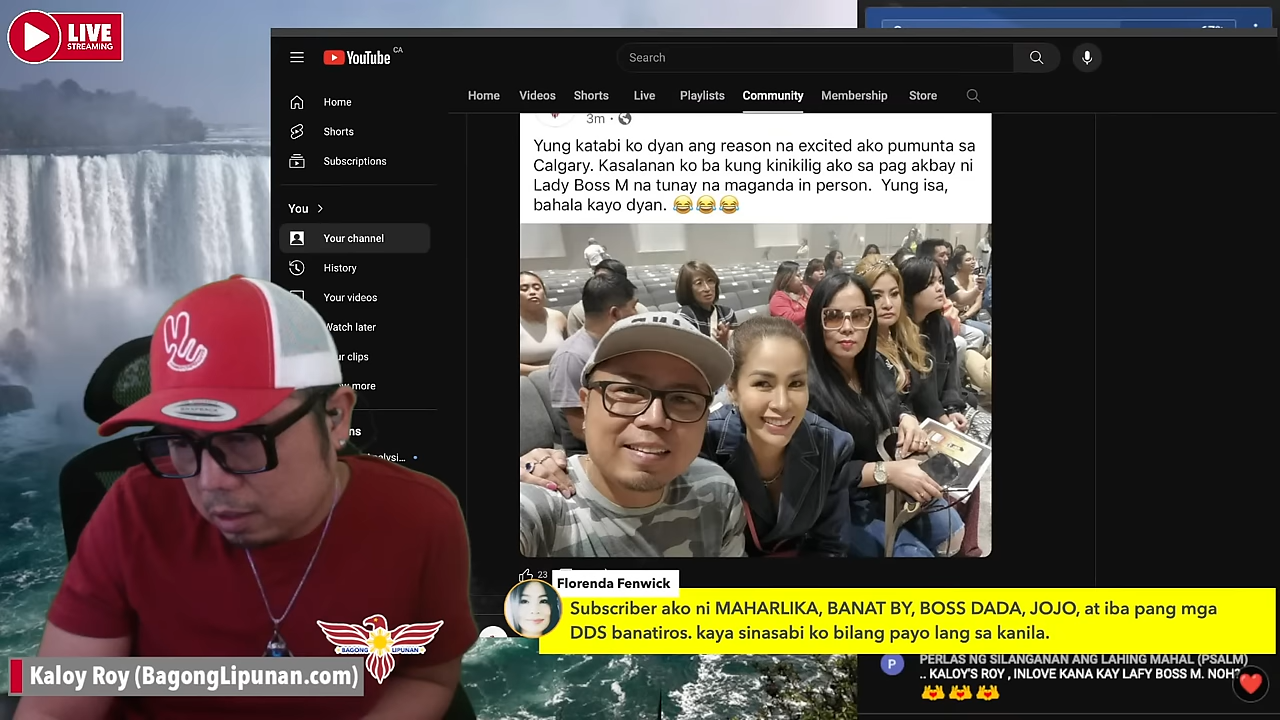 LIVE
STREAMING
YouTube CA
Search
Home
Videos
Shorts
Live
Playlists
Community
Membership
Store
Home
Shorts
Subscriptions
You
Your channel
History
Your videos
Watch later
3m
Yung katabi ko dyan ang reason na excited ako pumunta sa
Calgary. Kasalanan ko ba kung kinikilig ako sa pag akbay ni
Lady Boss M na tunay na maganda in person. Yung isa,
bahala kayo dyan. 😂😂😂
23
Florenda Fenwick
Subscriber ako ni MAHARLIKA, BANAT BY, BOSS DADA, JOJO, at iba pang mga
DDS banatiros. kaya sinasabi ko bilang payo lang sa kanila.
BAGONG LIPUNAN
Kaloy Roy (BagongLipunan.com)
P
PERLAS NG SILANGANAN ANG LAHING MAHAL (PSALM)
.. KALOY'S ROY , INLOVE KANA KAY LAFY BOSS M. NOH?